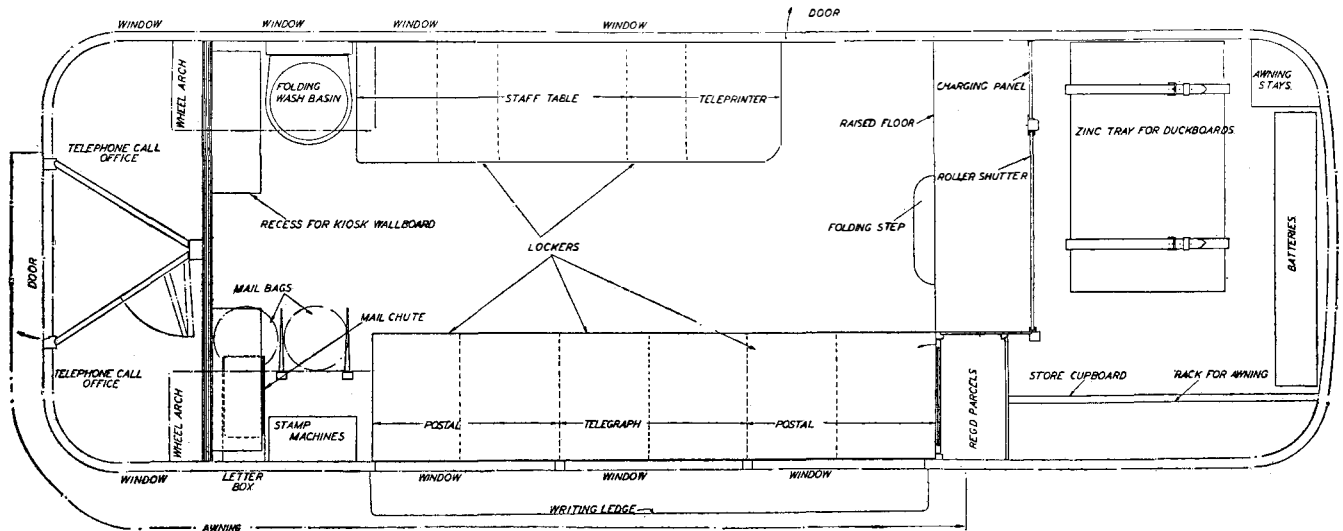 WINDOW
WINDOW
WINDOW
WINDOW
DOOR
WHEEL ARCH
FOLDING
WASH BASIN
STAFF TABLE
TELEPRINTER
CHARGING PANEL
AWNING
STAYS.
RAISED FLOOR
ZINC TRAY FOR DUCKBOARDS.
TELEPHONE CALL
OFFICE
ROLLER SHUTTER
RECESS FOR KIOSK WALLBOARD
FOLDING STEP
LOCKERS
DOOR
BATTERIES.
MAIL BAGS
MAIL CHUTE
TELEPHONE CALL
OFFICE
STORE CUPBOARD
RACK FOR AWNING
WHEEL ARCH
STAMP
MACHINES
POSTAL
TELEGRAPH
POSTAL
REGD PARCELS
WINDOW
LETTER
BOX
WINDOW
WINDOW
WINDOW
WRITING LEDGE
AWNING